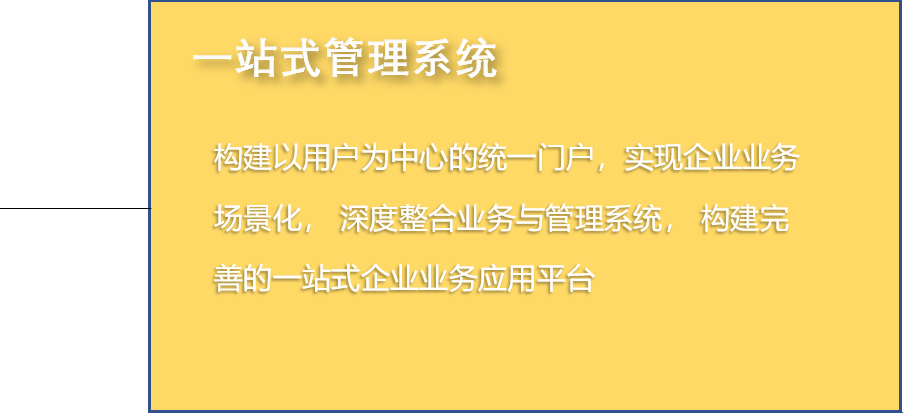 一站式管理系统
构建以用户为中心的统一门户，实现企业业务
场景化， 深度整合业务与管理系统， 构建完
善的一站式企业业务应用平台